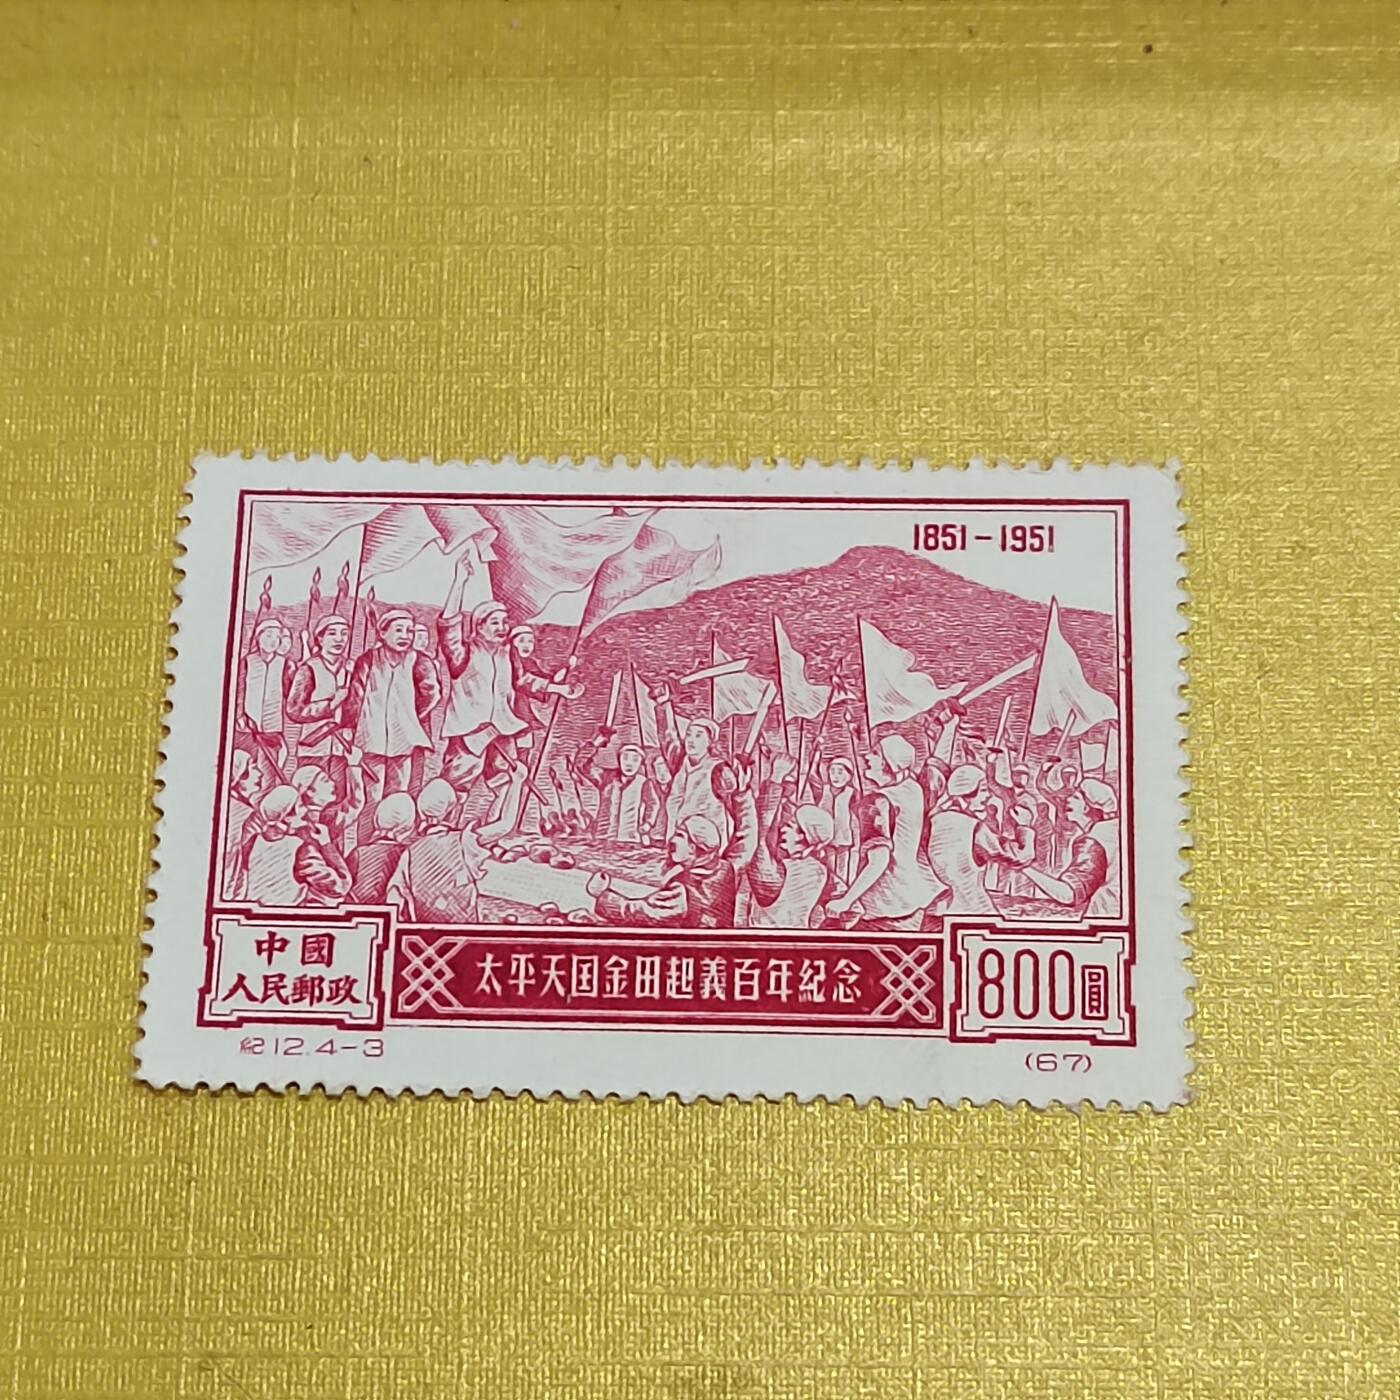 1851-1951
中國
人民郵政
太平天囯金田起義百年紀念
800圓
紀12.4-3
(67)